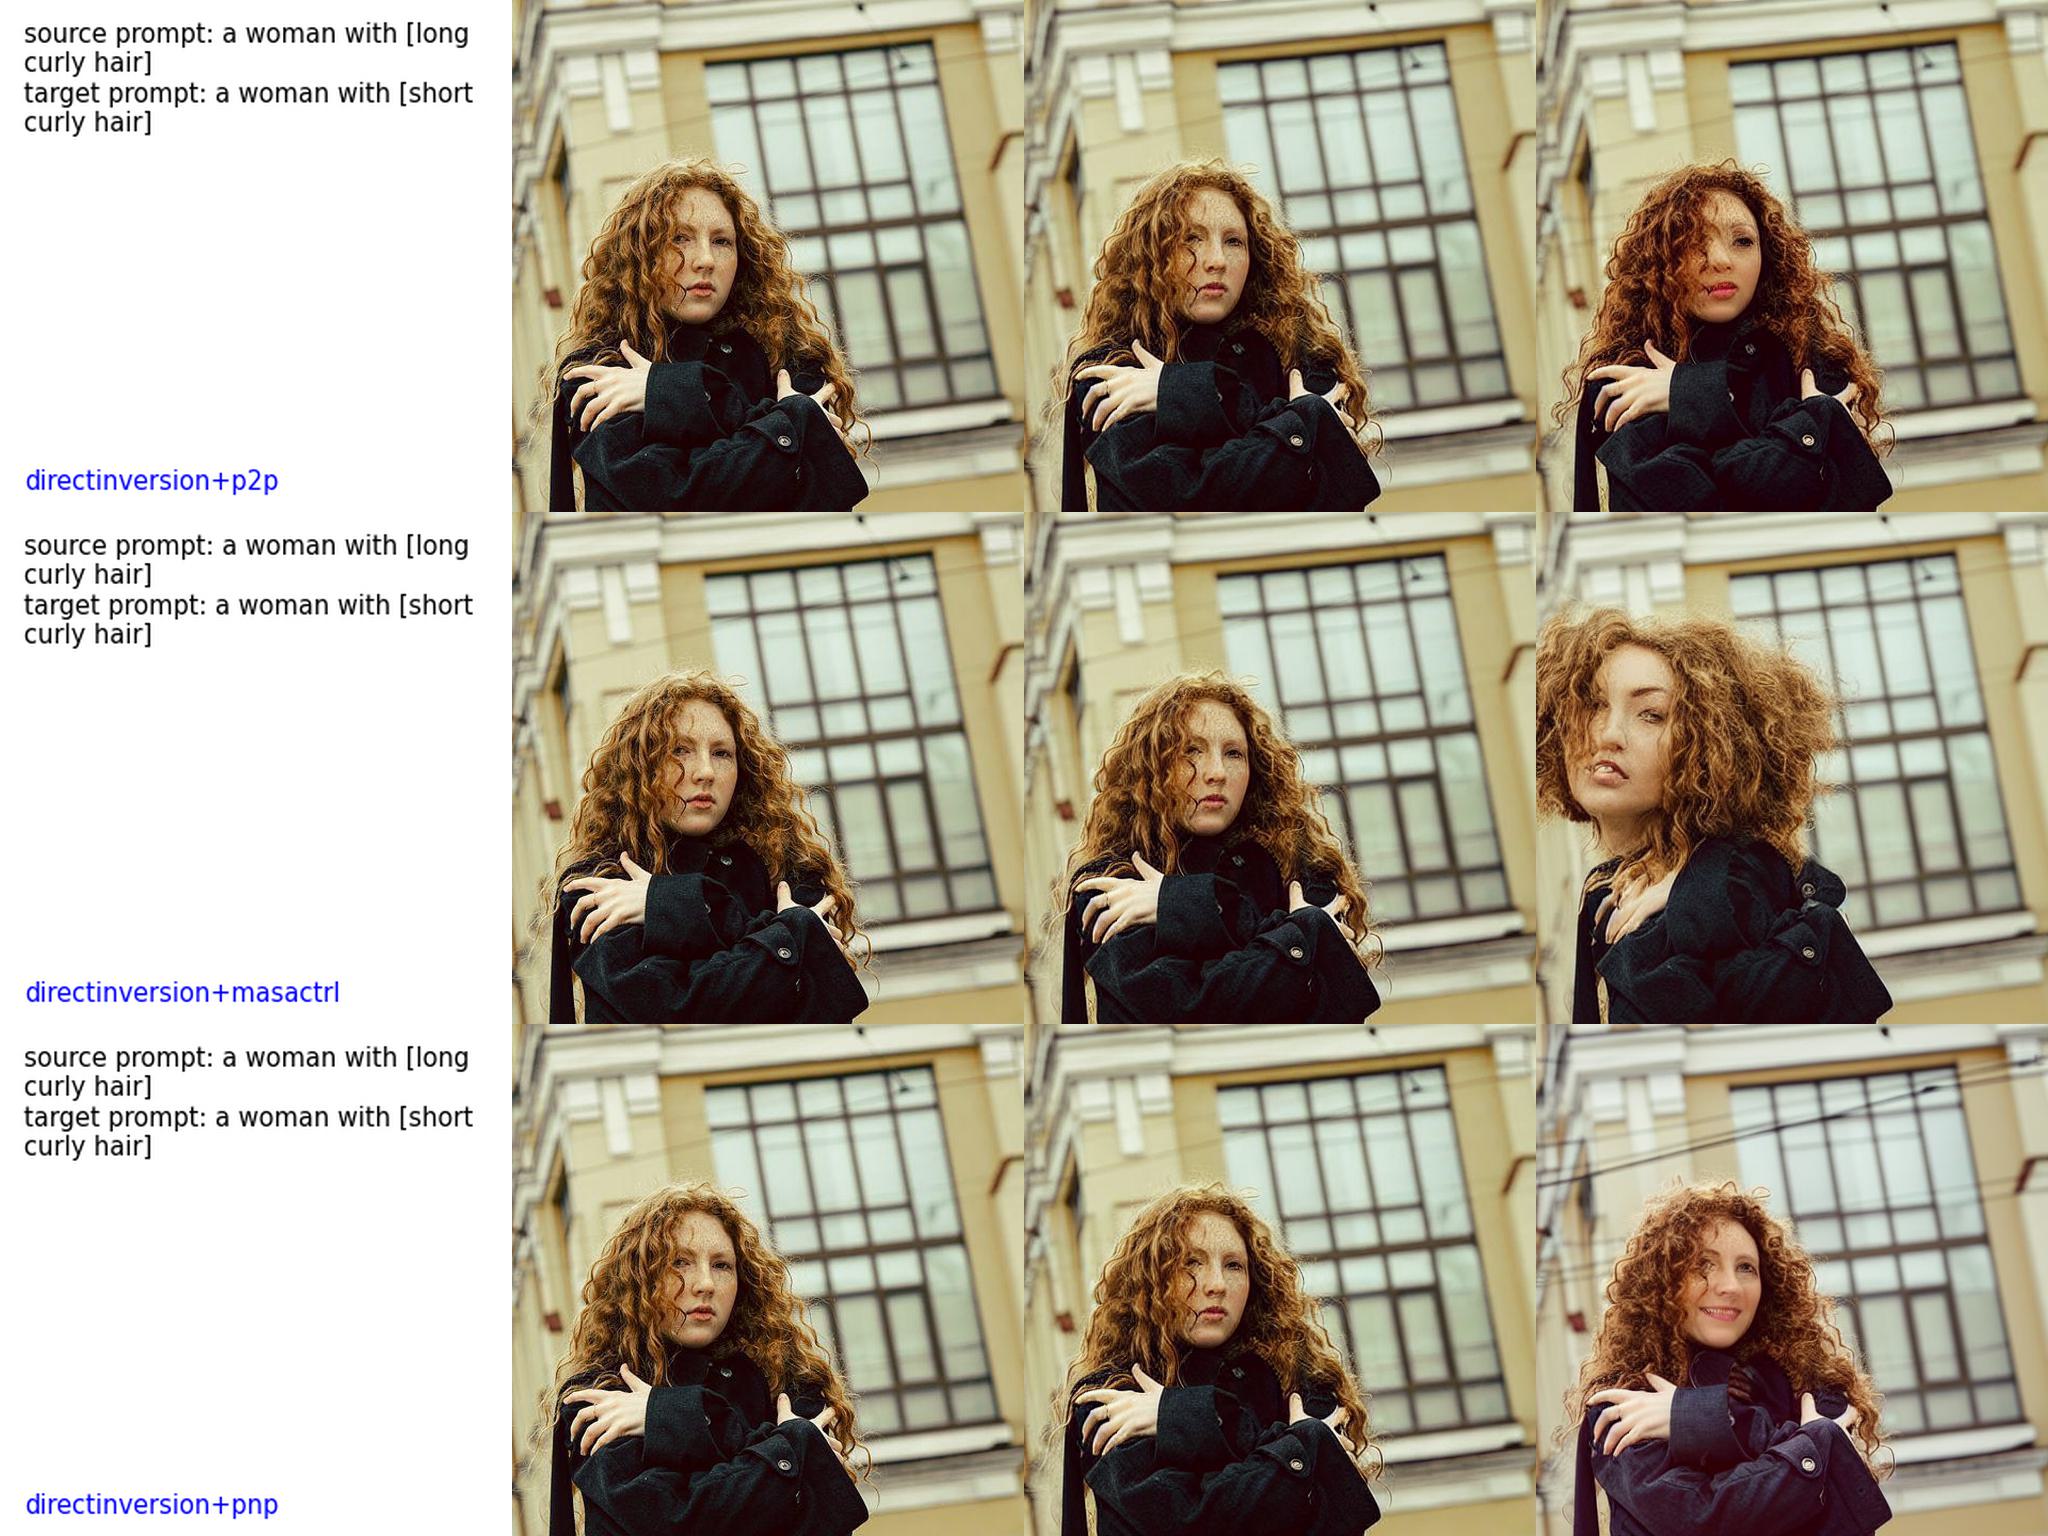 source prompt: a woman with [long
curly hair]
target prompt: a woman with [short
curly hair]
directinversion+p2p
source prompt: a woman with [long
curly hair]
target prompt: a woman with [short
curly hair]
directinversion+masactrl
source prompt: a woman with [long
curly hair]
target prompt: a woman with [short
curly hair]
directinversion+pnp